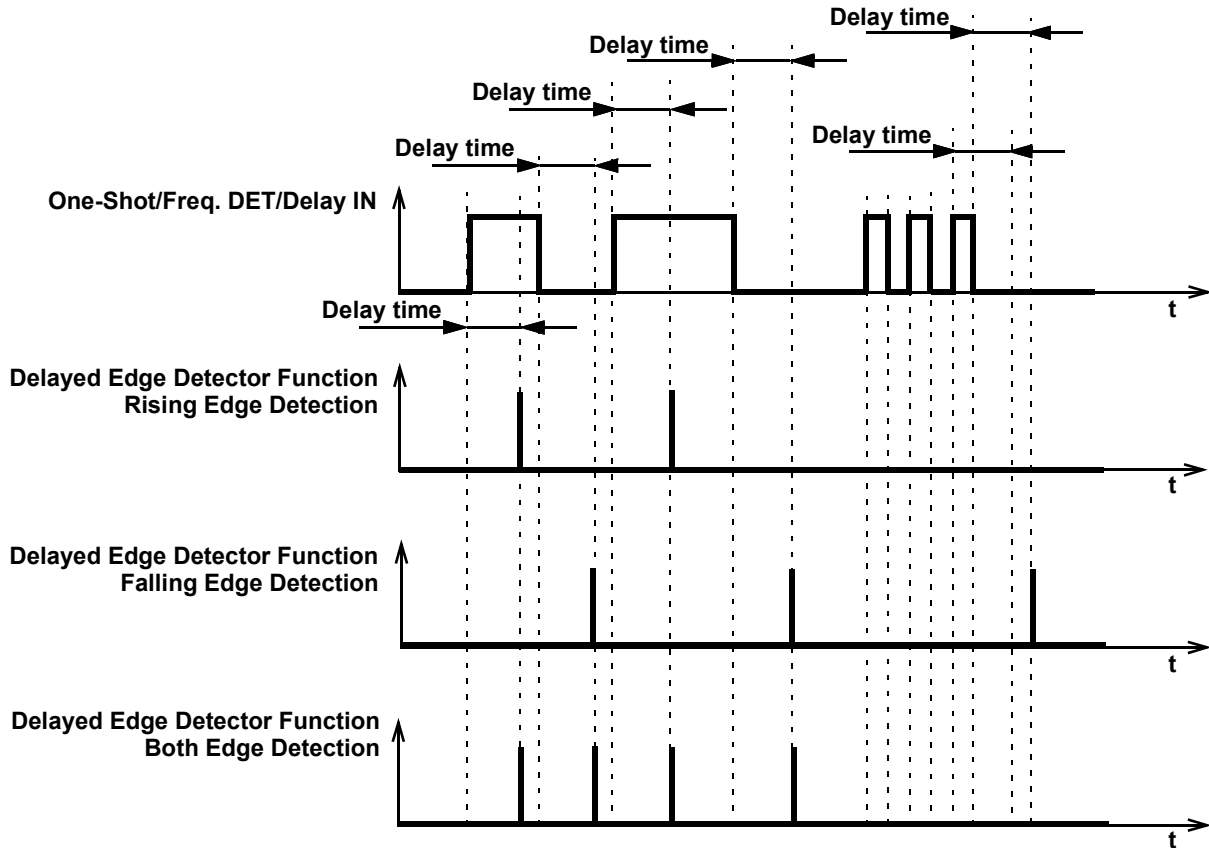 Delay time
Delay time
Delay time
Delay time
Delay time
Delay time
One-Shot/Freq. DET/Delay IN
t
Delay time
Delayed Edge Detector Function
Rising Edge Detection
t
Delayed Edge Detector Function
Falling Edge Detection
t
Delayed Edge Detector Function
Both Edge Detection
t